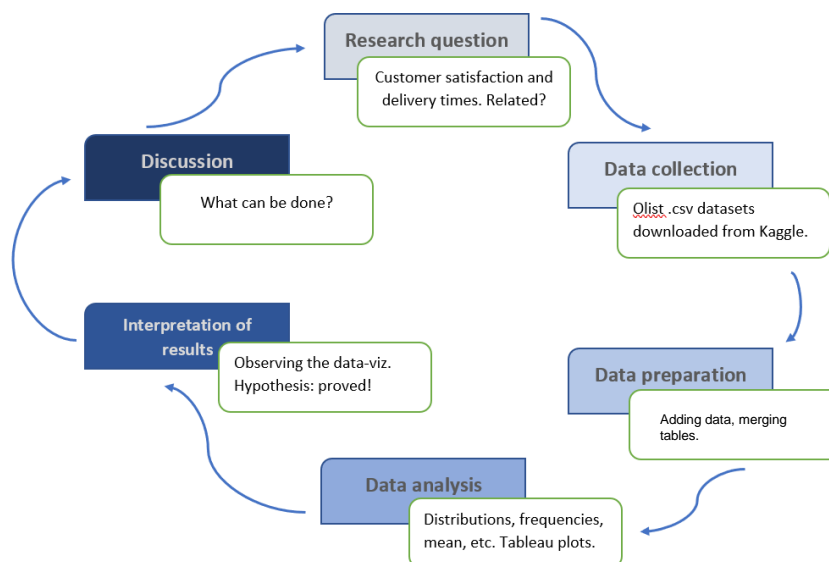 Research question
Customer satisfaction and
delivery times. Related?
Data collection
Olist .csv datasets
downloaded from Kaggle.
Data preparation
Adding data, merging
tables.
Data analysis
Distributions, frequencies,
mean, etc. Tableau plots.
Interpretation of
results
Observing the data-viz.
Hypothesis: proved!
Discussion
What can be done?